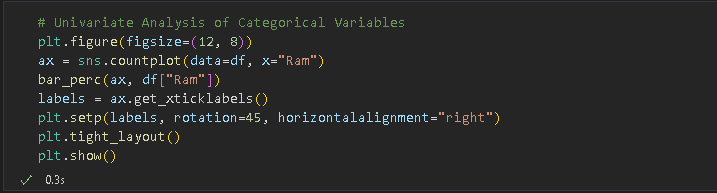 # Univariate Analysis of Categorical Variables
plt.figure(figsize=(12, 8))
ax = sns.countplot(data=df, x="Ram")
bar_perc(ax, df["Ram"])
labels = ax.get_xticklabels()
plt.setp(labels, rotation=45, horizontalalignment="right")
plt.tight_layout()
plt.show()
0.3s